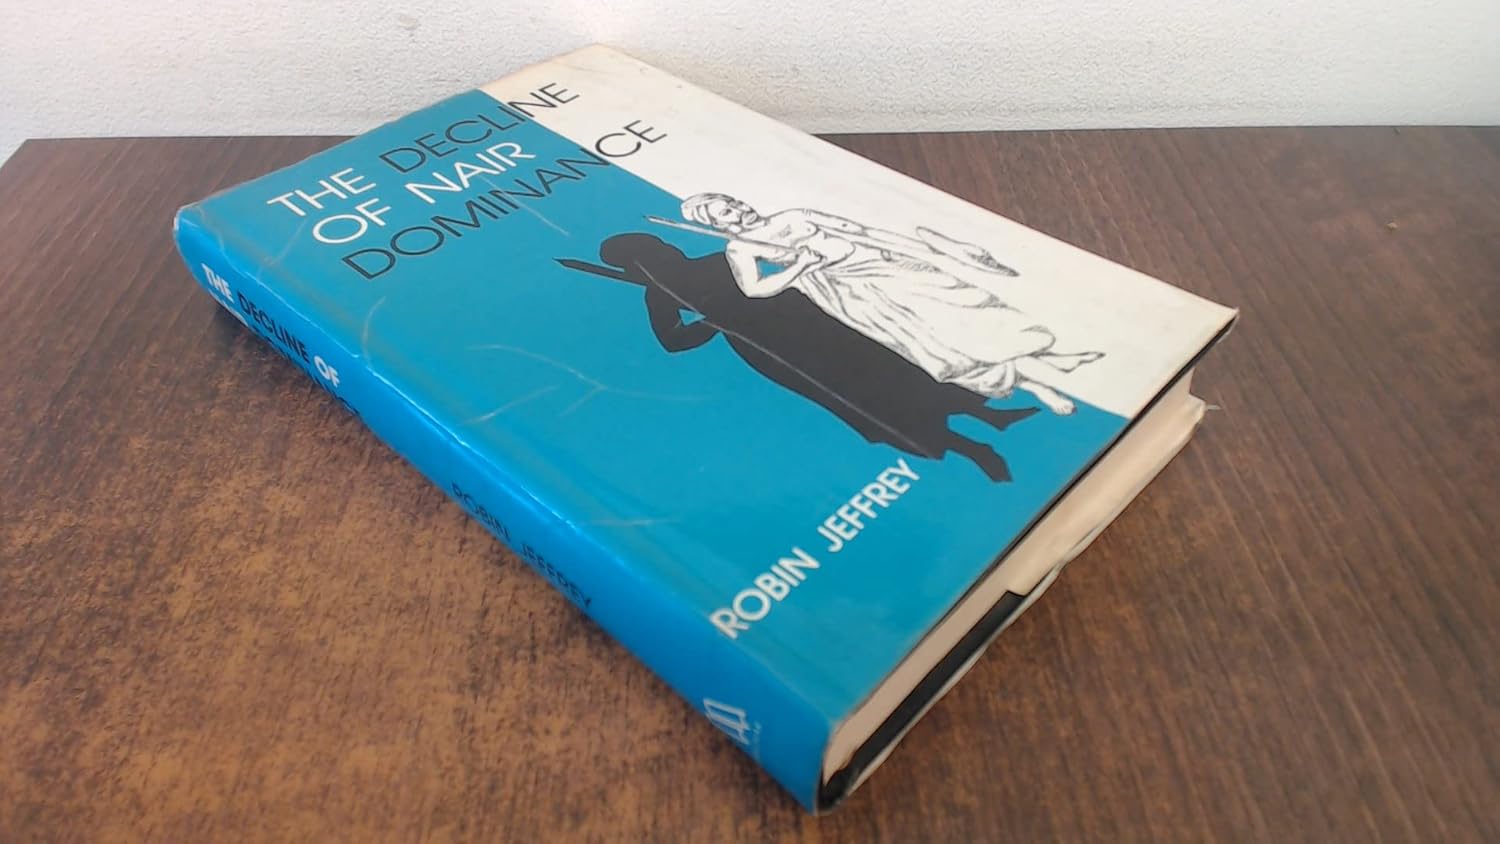 THE DECLINE
OF NAIR
DOMINANCE
ROBIN JEFFREY
THE DECLINE OF
ROBIN JEFFREY